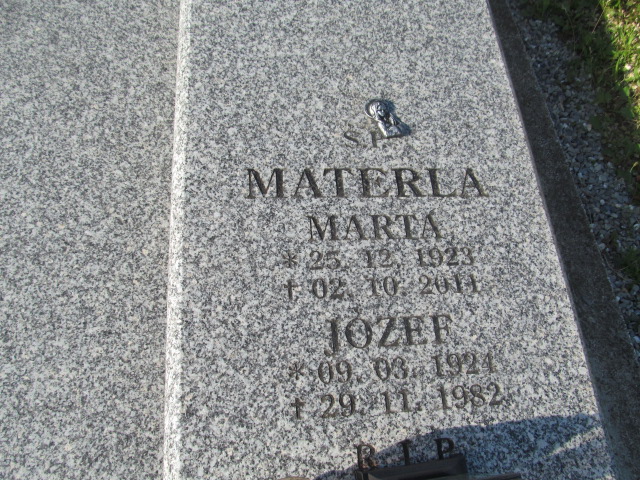 Ś P
MATERLA
MARTA
* 25. 12. 1923
† 02. 10. 2011
JÓZEF
* 09. 03. 1924
† 29. 11. 1982
R I P